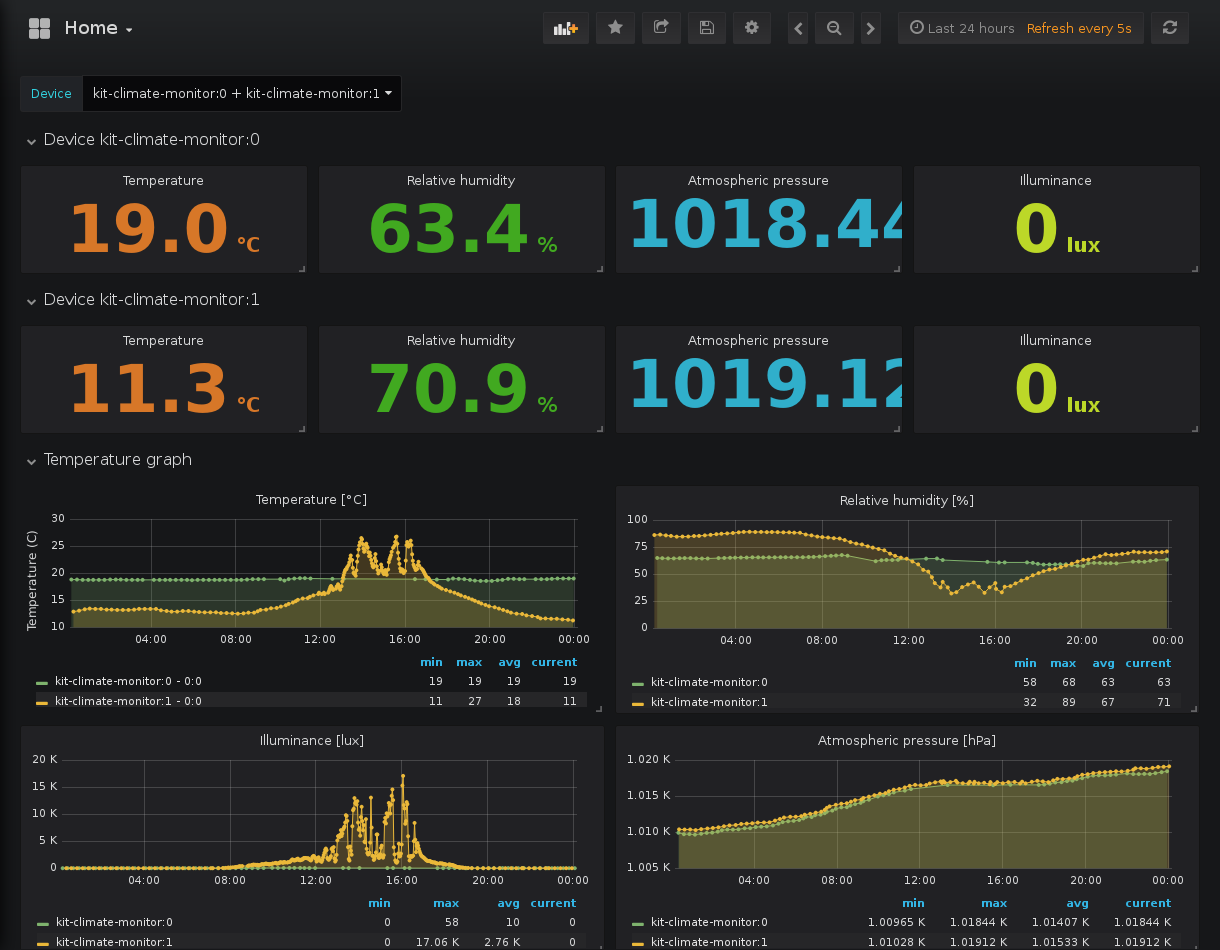 Home
Last 24 hours Refresh every 5s
Device kit-climate-monitor:0 + kit-climate-monitor:1
Device kit-climate-monitor:0
Temperature Relative humidity Atmospheric pressure Illuminance
19.0 °C 63.4 % 1018.44 0 lux
Device kit-climate-monitor:1
Temperature Relative humidity Atmospheric pressure Illuminance
11.3 °C 70.9 % 1019.12 0 lux
Temperature graph
Temperature [°C]
Temperature (C)
30
25
20
15
10
04:00 08:00 12:00 16:00 20:00 00:00
min max avg current
kit-climate-monitor:0 - 0:0 19 19 19 19
kit-climate-monitor:1 - 0:0 11 27 18 11
Relative humidity [%]
100
75
50
25
0
04:00 08:00 12:00 16:00 20:00 00:00
min max avg current
kit-climate-monitor:0 58 68 63 63
kit-climate-monitor:1 32 89 67 71
Illuminance [lux]
20 K
15 K
10 K
5 K
0
04:00 08:00 12:00 16:00 20:00 00:00
min max avg current
kit-climate-monitor:0 0 58 10 0
kit-climate-monitor:1 0 17.06 K 2.76 K 0
Atmospheric pressure [hPa]
1.020 K
1.015 K
1.010 K
1.005 K
04:00 08:00 12:00 16:00 20:00 00:00
min max avg current
kit-climate-monitor:0 1.00965 K 1.01844 K 1.01407 K 1.01844 K
kit-climate-monitor:1 1.01028 K 1.01912 K 1.01533 K 1.01912 K